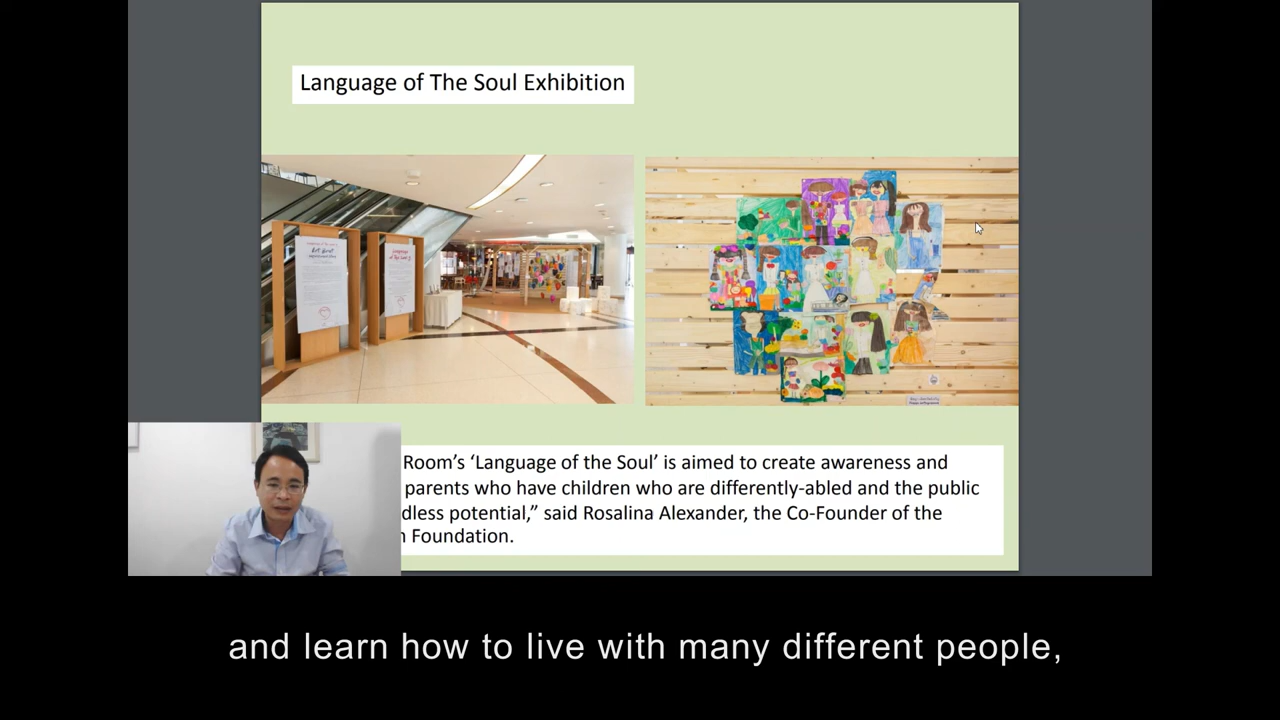 Language of The Soul Exhibition
Room’s ‘Language of the Soul’ is aimed to create awareness and
parents who have children who are differently-abled and the public
dless potential,” said Rosalina Alexander, the Co-Founder of the
Foundation.
and learn how to live with many different people,